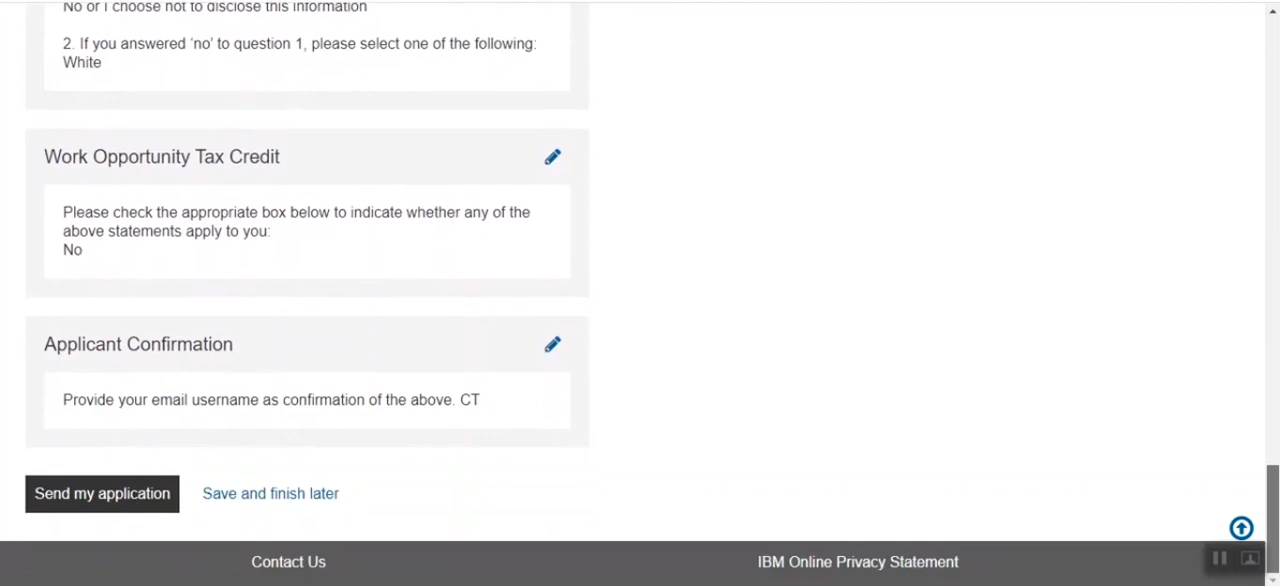 No or I choose not to disclose this information
2. If you answered 'no' to question 1, please select one of the following:
White
Work Opportunity Tax Credit
Please check the appropriate box below to indicate whether any of the
above statements apply to you:
No
Applicant Confirmation
Provide your email username as confirmation of the above. CT
Send my application
Save and finish later
Contact Us
IBM Online Privacy Statement